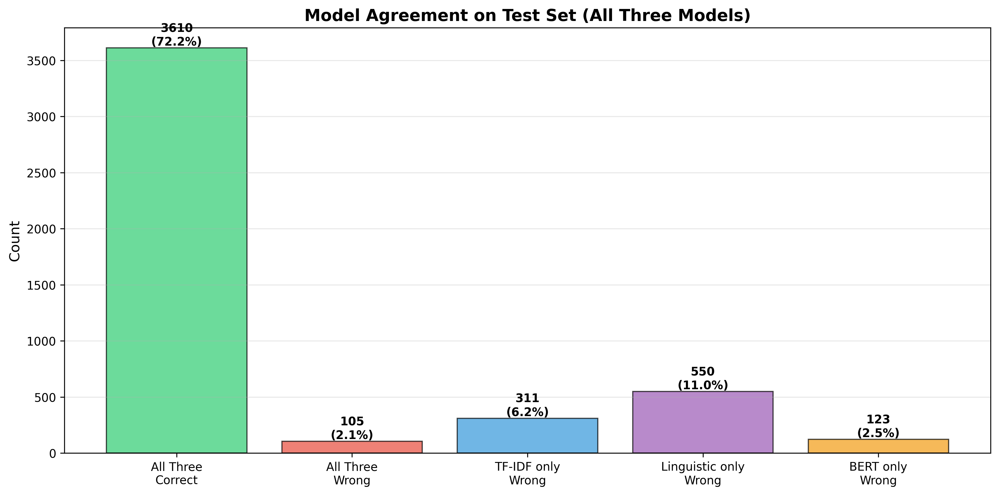 Model Agreement on Test Set (All Three Models)
3610
(72.2%)
3500
3000
2500
2000
1500
1000
500
0
Count
105
(2.1%)
311
(6.2%)
550
(11.0%)
123
(2.5%)
All Three
Correct
All Three
Wrong
TF-IDF only
Wrong
Linguistic only
Wrong
BERT only
Wrong